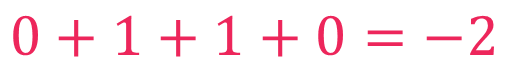 0 + 1 + 1 + 0 = −2